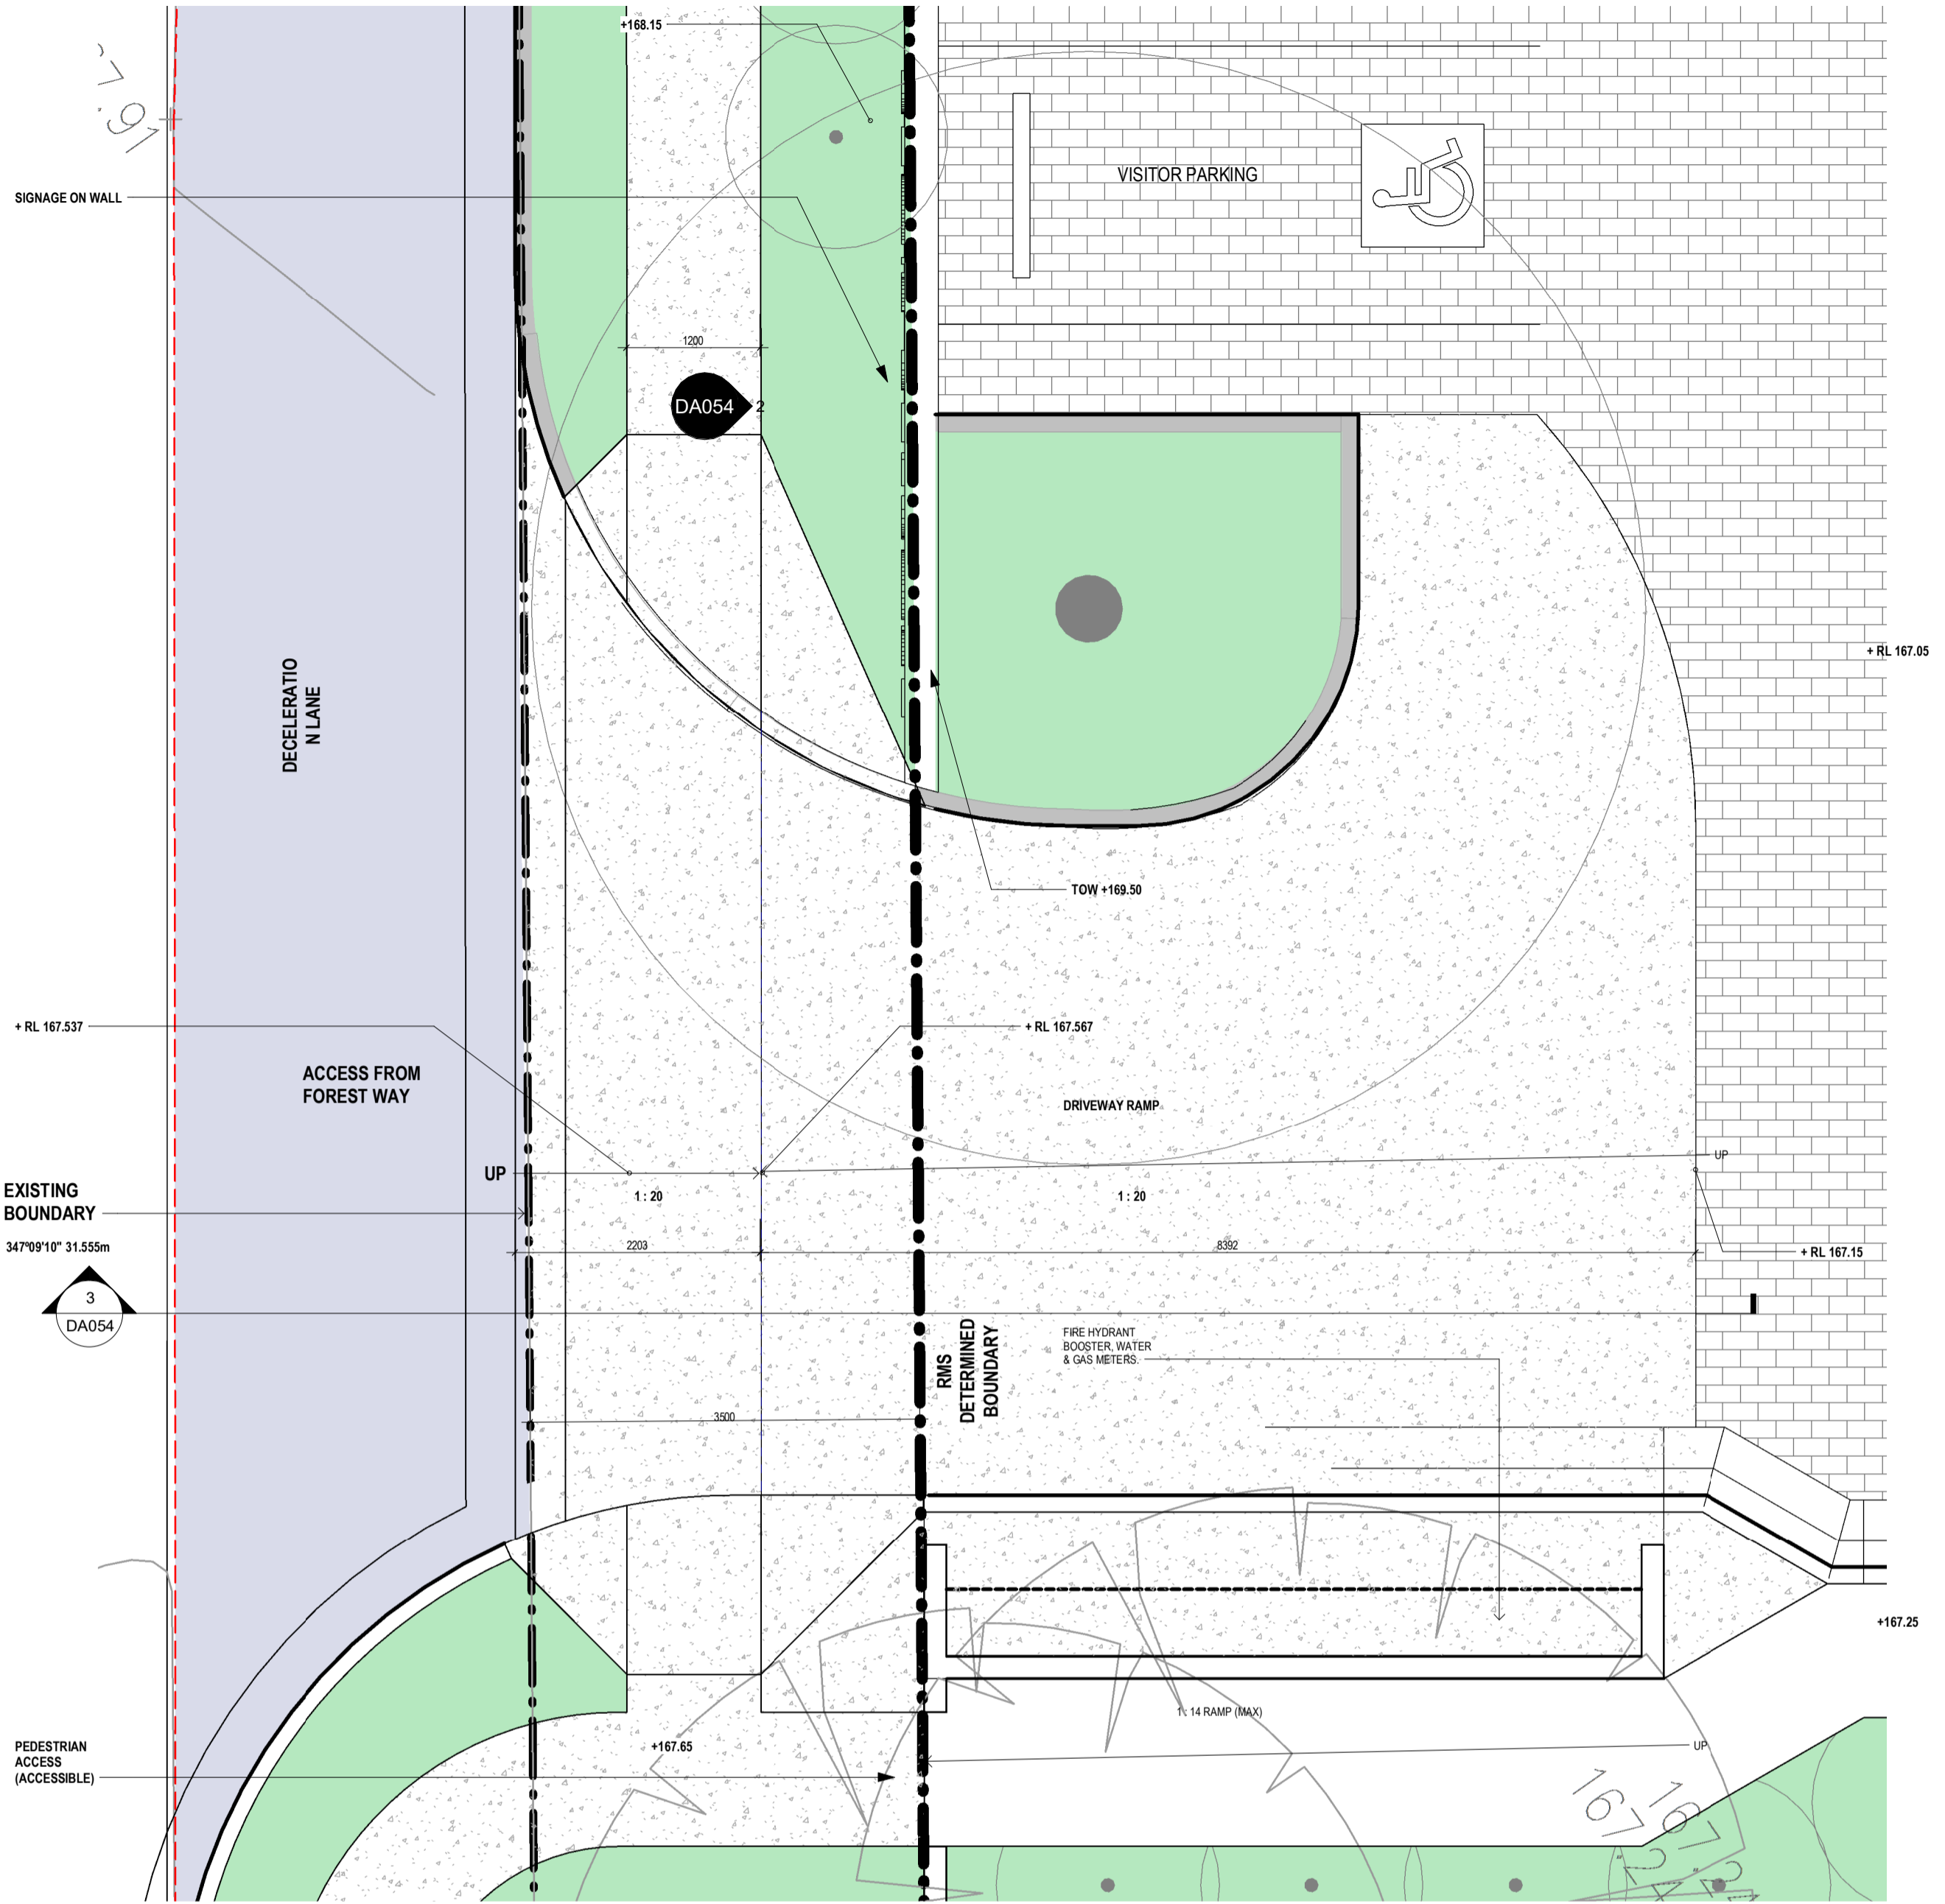 +168.15
7.91
SIGNAGE ON WALL
VISITOR PARKING
1200
DA054
2
+ RL 167.05
DECELERATIO
N LANE
TOW +169.50
+ RL 167.537
+ RL 167.567
ACCESS FROM
FOREST WAY
DRIVEWAY RAMP
UP
UP
1 : 20
1 : 20
EXISTING
BOUNDARY
347°09'10" 31.555m
2203
8392
+ RL 167.15
3
DA054
RMS
DETERMINED
BOUNDARY
FIRE HYDRANT
BOOSTER, WATER
& GAS METERS.
3500
+167.25
1 : 14 RAMP (MAX)
+167.65
UP
PEDESTRIAN
ACCESS
(ACCESSIBLE)